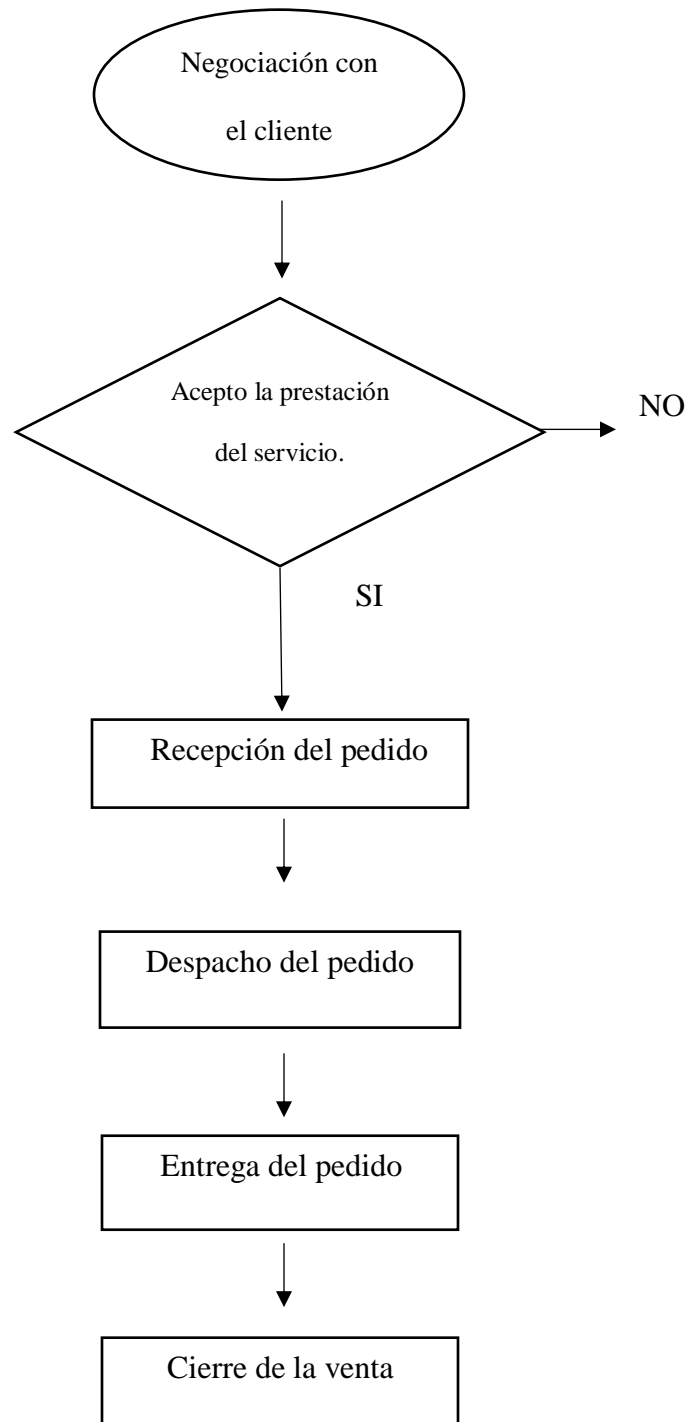 Negociación con
el cliente
Acepto la prestación
del servicio.
NO
SI
Recepción del pedido
Despacho del pedido
Entrega del pedido
Cierre de la venta